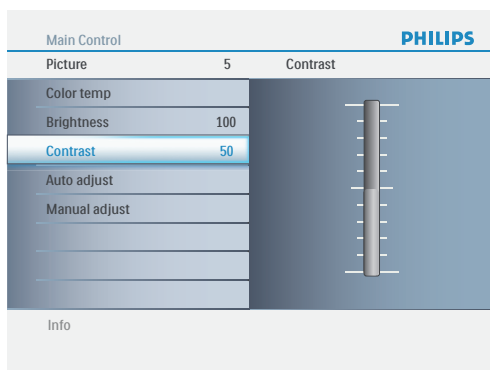 Main Control
PHILIPS
Picture 5 Contrast
Color temp
Brightness 100
Contrast 50
Auto adjust
Manual adjust
Info